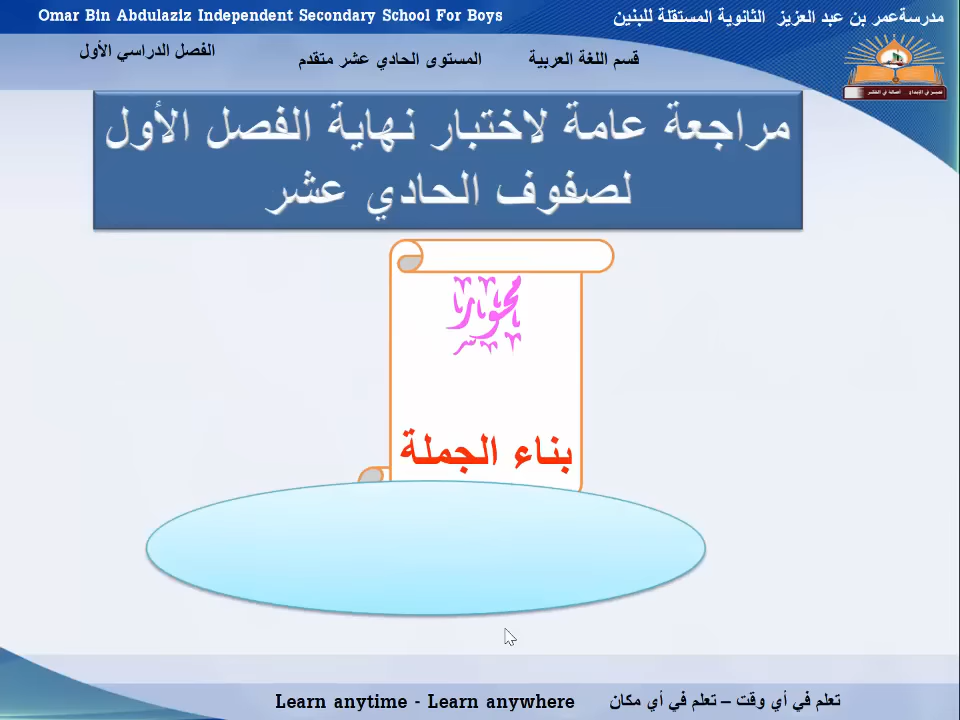 Omar Bin Abdulaziz Independent Secondary School For Boys
مدرسةعمر بن عبد العزيز الثانوية المستقلة للبنين
قسم اللغة العربية
المستوى الحادي عشر متقدم
الفصل الدراسي الأول
مراجعة عامة لاختبار نهاية الفصل الأول
لصفوف الحادي عشر
بناء الجملة
Learn anytime - Learn anywhere
تعلم في أي وقت – تعلم في أي مكان